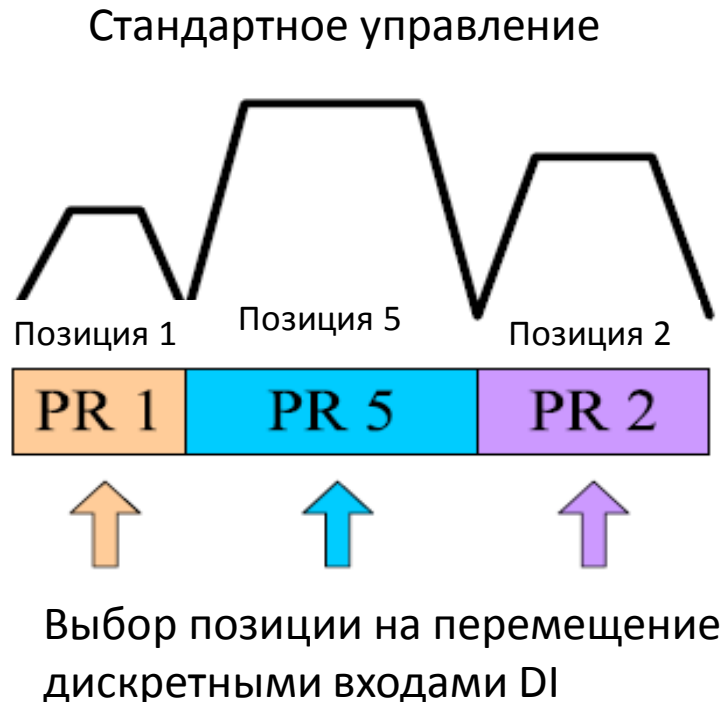 Стандартное управление
Позиция 1 Позиция 5 Позиция 2
PR 1 PR 5 PR 2
Выбор позиции на перемещение
дискретными входами DI